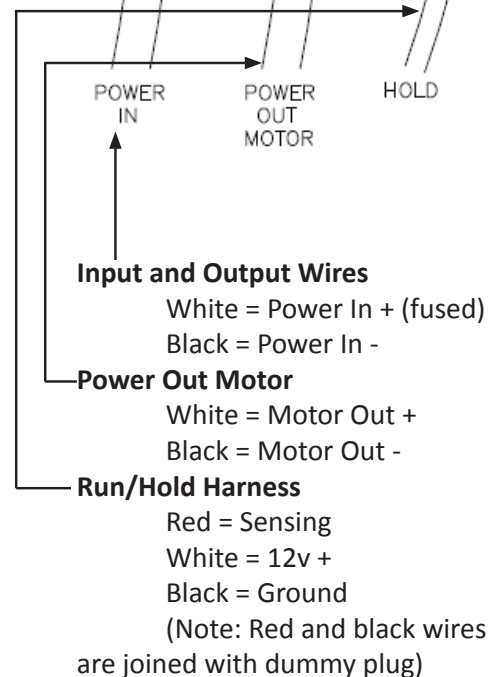 POWER
IN
POWER
OUT
MOTOR
HOLD
Input and Output Wires
White = Power In + (fused)
Black = Power In -
Power Out Motor
White = Motor Out +
Black = Motor Out -
Run/Hold Harness
Red = Sensing
White = 12v +
Black = Ground
(Note: Red and black wires
are joined with dummy plug)